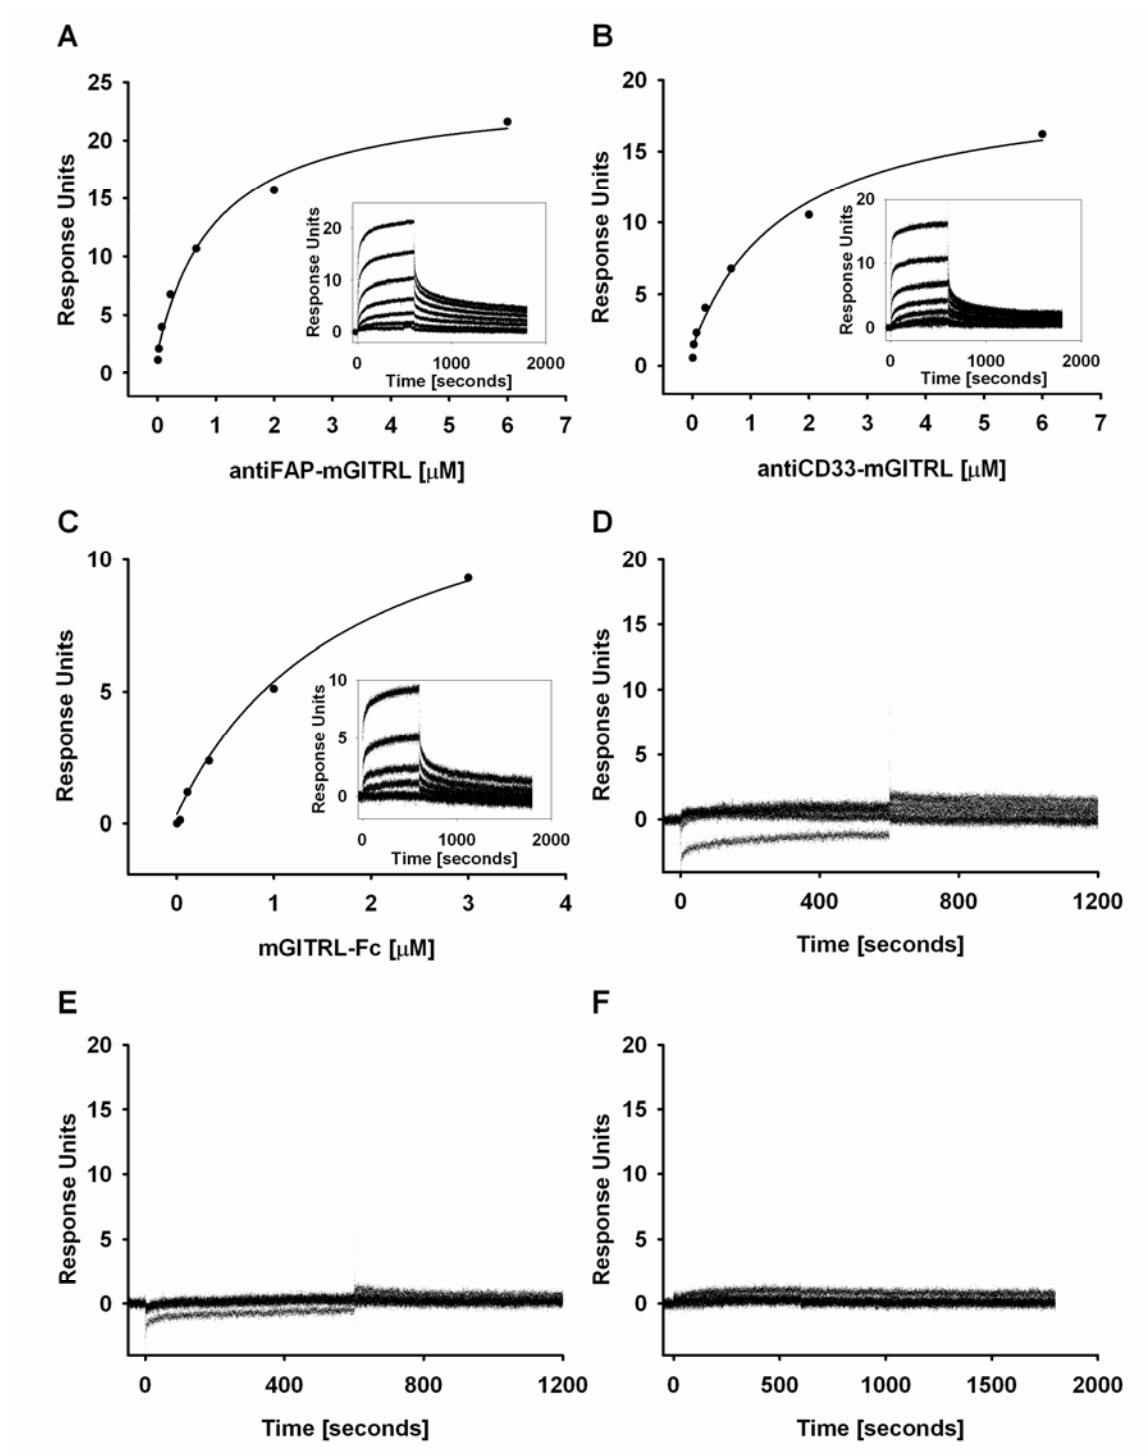 A
25
20
15
10
5
0
Response Units
0 1 2 3 4 5 6 7
antiFAP-mGITRL [μM]
20
10
0
Response Units
0 1000 2000
Time [seconds]
B
20
15
10
5
0
Response Units
0 1 2 3 4 5 6 7
antiCD33-mGITRL [μM]
20
10
0
Response Units
0 1000 2000
Time [seconds]
C
10
5
0
Response Units
0 1 2 3 4
mGITRL-Fc [μM]
10
5
0
Response Units
0 1000 2000
Time [seconds]
D
20
15
10
5
0
Response Units
0 400 800 1200
Time [seconds]
E
20
15
10
5
0
Response Units
0 400 800 1200
Time [seconds]
F
20
15
10
5
0
Response Units
0 500 1000 1500 2000
Time [seconds]